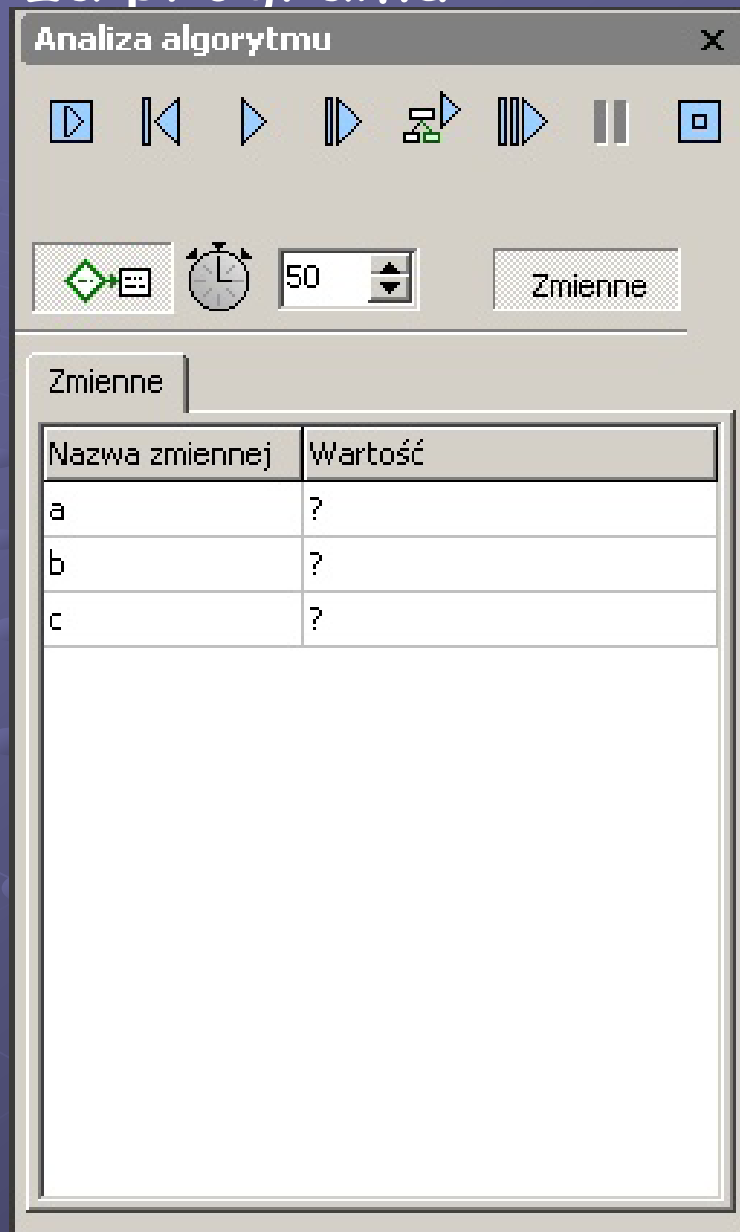 Analiza algorytmu
50
Zmienne
Zmienne
Nazwa zmiennej Wartość
a ?
b ?
c ?